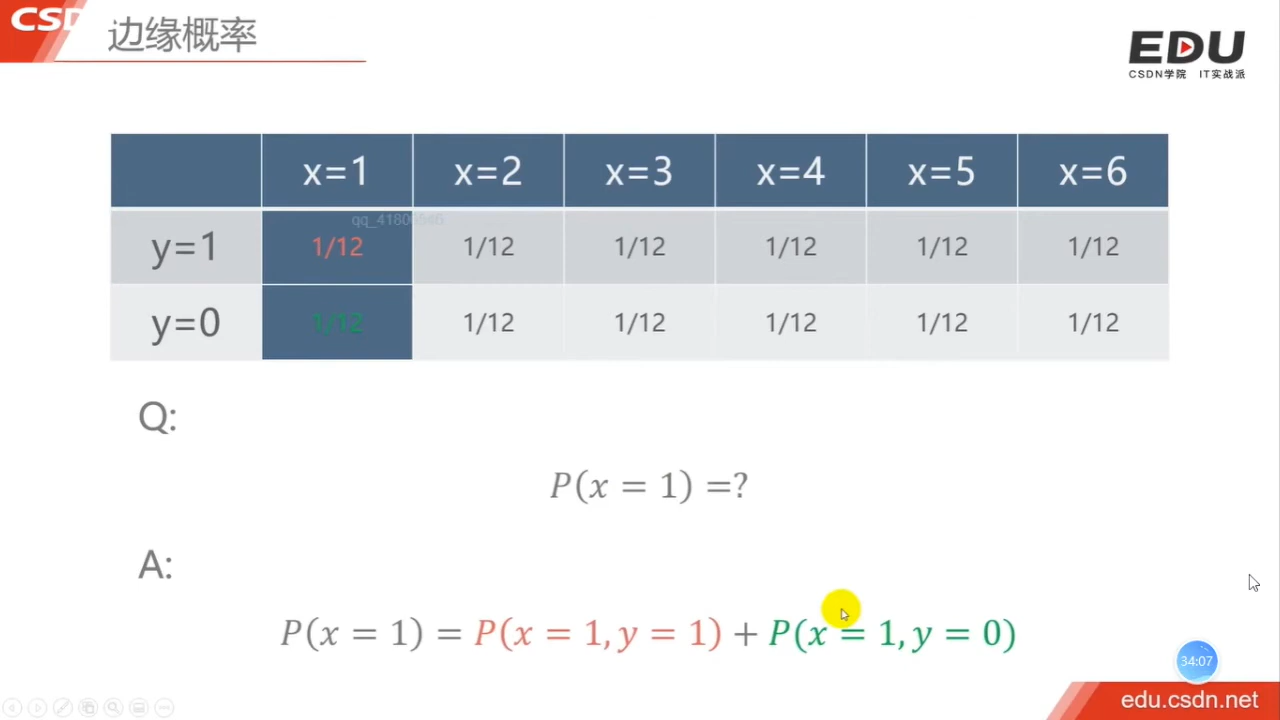 CSD
边缘概率
EDU
CSDN学院 IT实战派
x=1 x=2 x=3 x=4 x=5 x=6
y=1 1/12 1/12 1/12 1/12 1/12 1/12
y=0 1/12 1/12 1/12 1/12 1/12 1/12
Q:
P(x = 1) =?
A:
P(x = 1) = P(x = 1, y = 1) + P(x = 1, y = 0)
34:07
edu.csdn.net